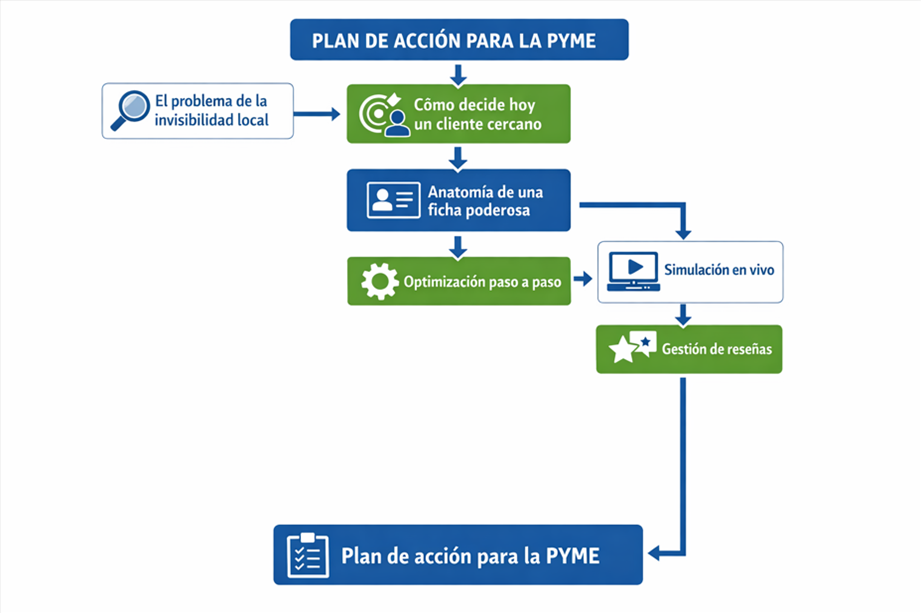 PLAN DE ACCIÓN PARA LA PYME
El problema de la
invisibilidad local
Cômo decide hoy
un cliente cercano
Anatomía de una
ficha poderosa
Optimización paso a paso
Simulación en vivo
Gestión de reseñas
Plan de acción para la PYME